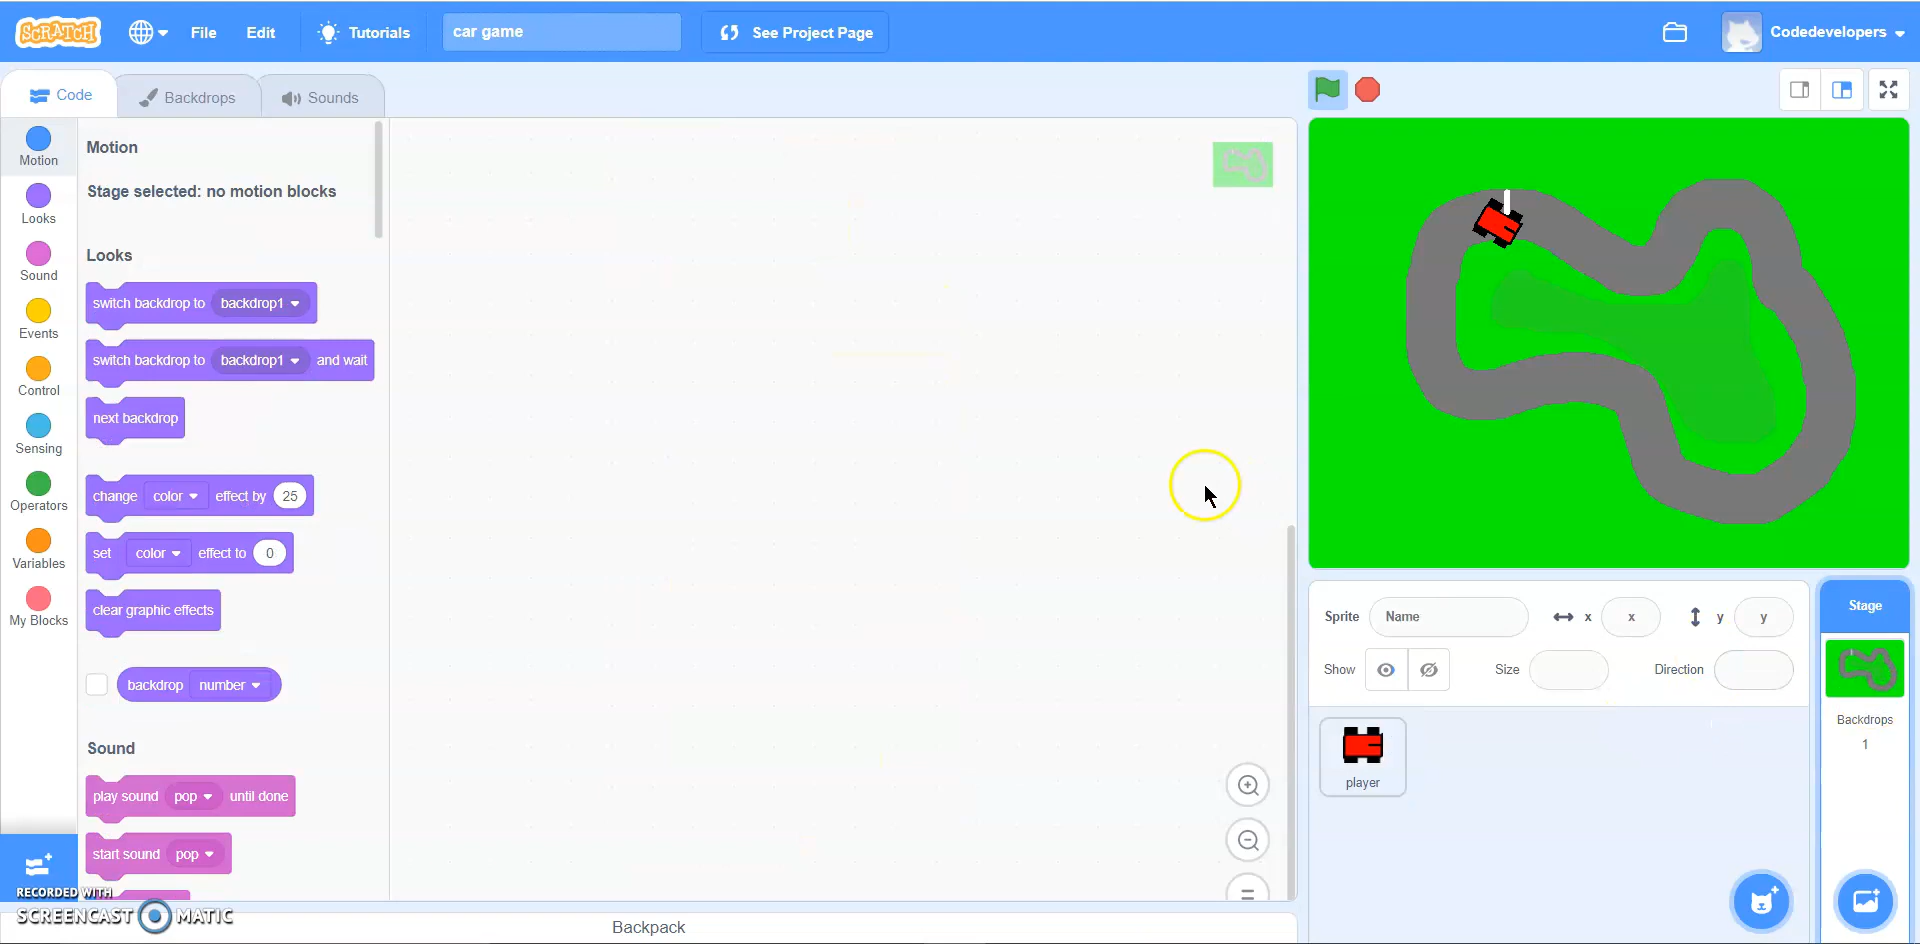 SCRATCH
File
Edit
Tutorials
car game
See Project Page
Codedevelopers
Code
Backdrops
Sounds
Motion
Looks
Sound
Events
Control
Sensing
Operators
Variables
My Blocks
Motion
Stage selected: no motion blocks
Looks
switch backdrop to backdrop1
switch backdrop to backdrop1 and wait
next backdrop
change color effect by 25
set color effect to 0
clear graphic effects
backdrop number
Sound
play sound pop until done
start sound pop
RECORDED WITH
SCREENCAST MATIC
Backpack
Sprite Name x x y y
Show Size Direction
player
Stage
Backdrops
1